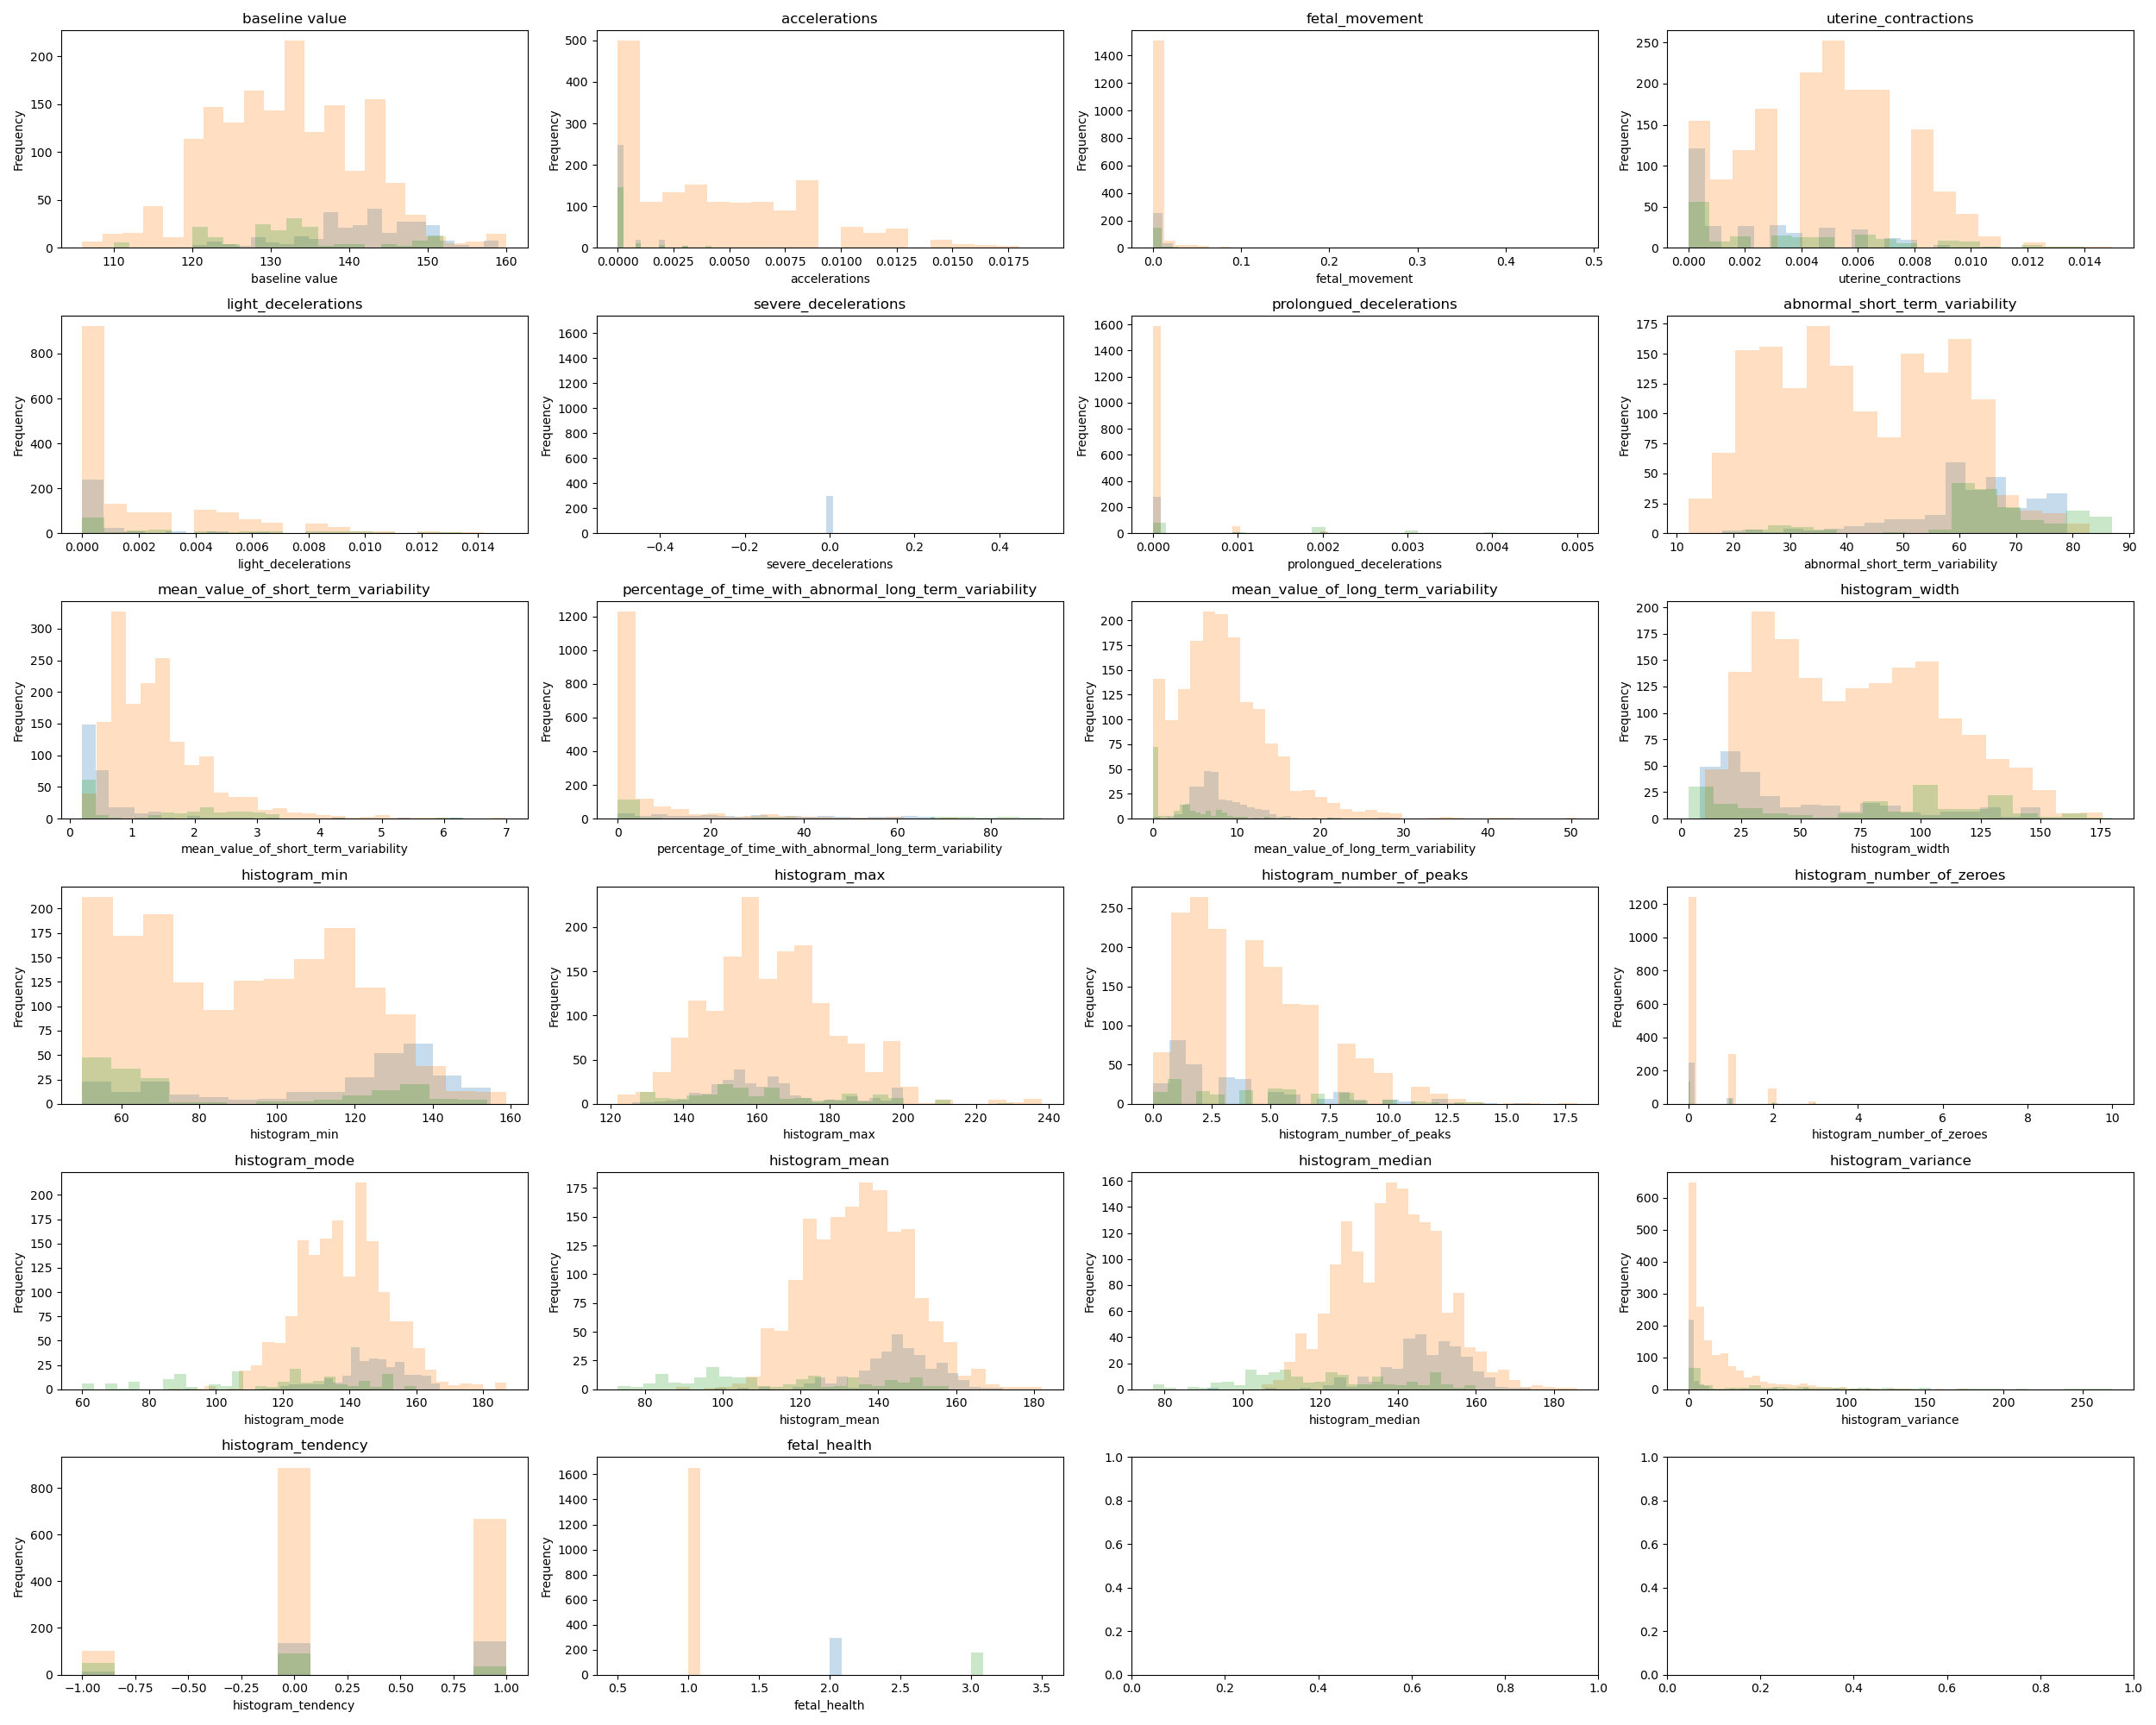 baseline value
Frequency
0 50 100 150 200
110 120 130 140 150 160
baseline value
accelerations
Frequency
0 100 200 300 400 500
0.0000 0.0025 0.0050 0.0075 0.0100 0.0125 0.0150 0.0175
accelerations
fetal_movement
Frequency
0 200 400 600 800 1000 1200 1400
0.0 0.1 0.2 0.3 0.4 0.5
fetal_movement
uterine_contractions
Frequency
0 50 100 150 200 250
0.000 0.002 0.004 0.006 0.008 0.010 0.012 0.014
uterine_contractions
light_decelerations
Frequency
0 200 400 600 800
0.000 0.002 0.004 0.006 0.008 0.010 0.012 0.014
light_decelerations
severe_decelerations
Frequency
0 200 400 600 800 1000 1200 1400 1600
−0.4 −0.2 0.0 0.2 0.4
severe_decelerations
prolongued_decelerations
Frequency
0 200 400 600 800 1000 1200 1400 1600
0.000 0.001 0.002 0.003 0.004 0.005
prolongued_decelerations
abnormal_short_term_variability
Frequency
0 25 50 75 100 125 150 175
10 20 30 40 50 60 70 80 90
abnormal_short_term_variability
mean_value_of_short_term_variability
Frequency
0 50 100 150 200 250 300
0 1 2 3 4 5 6 7
mean_value_of_short_term_variability
percentage_of_time_with_abnormal_long_term_variability
Frequency
0 200 400 600 800 1000 1200
0 20 40 60 80
percentage_of_time_with_abnormal_long_term_variability
mean_value_of_long_term_variability
Frequency
0 25 50 75 100 125 150 175 200
0 10 20 30 40 50
mean_value_of_long_term_variability
histogram_width
Frequency
0 25 50 75 100 125 150 175 200
0 25 50 75 100 125 150 175
histogram_width
histogram_min
Frequency
0 25 50 75 100 125 150 175 200
60 80 100 120 140 160
histogram_min
histogram_max
Frequency
0 50 100 150 200
120 140 160 180 200 220 240
histogram_max
histogram_number_of_peaks
Frequency
0 50 100 150 200 250
0.0 2.5 5.0 7.5 10.0 12.5 15.0 17.5
histogram_number_of_peaks
histogram_number_of_zeroes
Frequency
0 200 400 600 800 1000 1200
0 2 4 6 8 10
histogram_number_of_zeroes
histogram_mode
Frequency
0 25 50 75 100 125 150 175 200
60 80 100 120 140 160 180
histogram_mode
histogram_mean
Frequency
0 25 50 75 100 125 150 175
80 100 120 140 160 180
histogram_mean
histogram_median
Frequency
0 20 40 60 80 100 120 140 160
80 100 120 140 160 180
histogram_median
histogram_variance
Frequency
0 100 200 300 400 500 600
0 50 100 150 200 250
histogram_variance
histogram_tendency
Frequency
0 200 400 600 800
−1.00 −0.75 −0.50 −0.25 0.00 0.25 0.50 0.75 1.00
histogram_tendency
fetal_health
Frequency
0 200 400 600 800 1000 1200 1400 1600
0.5 1.0 1.5 2.0 2.5 3.0 3.5
fetal_health
0.0 0.2 0.4 0.6 0.8 1.0
0.0 0.2 0.4 0.6 0.8 1.0
0.0 0.2 0.4 0.6 0.8 1.0
0.0 0.2 0.4 0.6 0.8 1.0